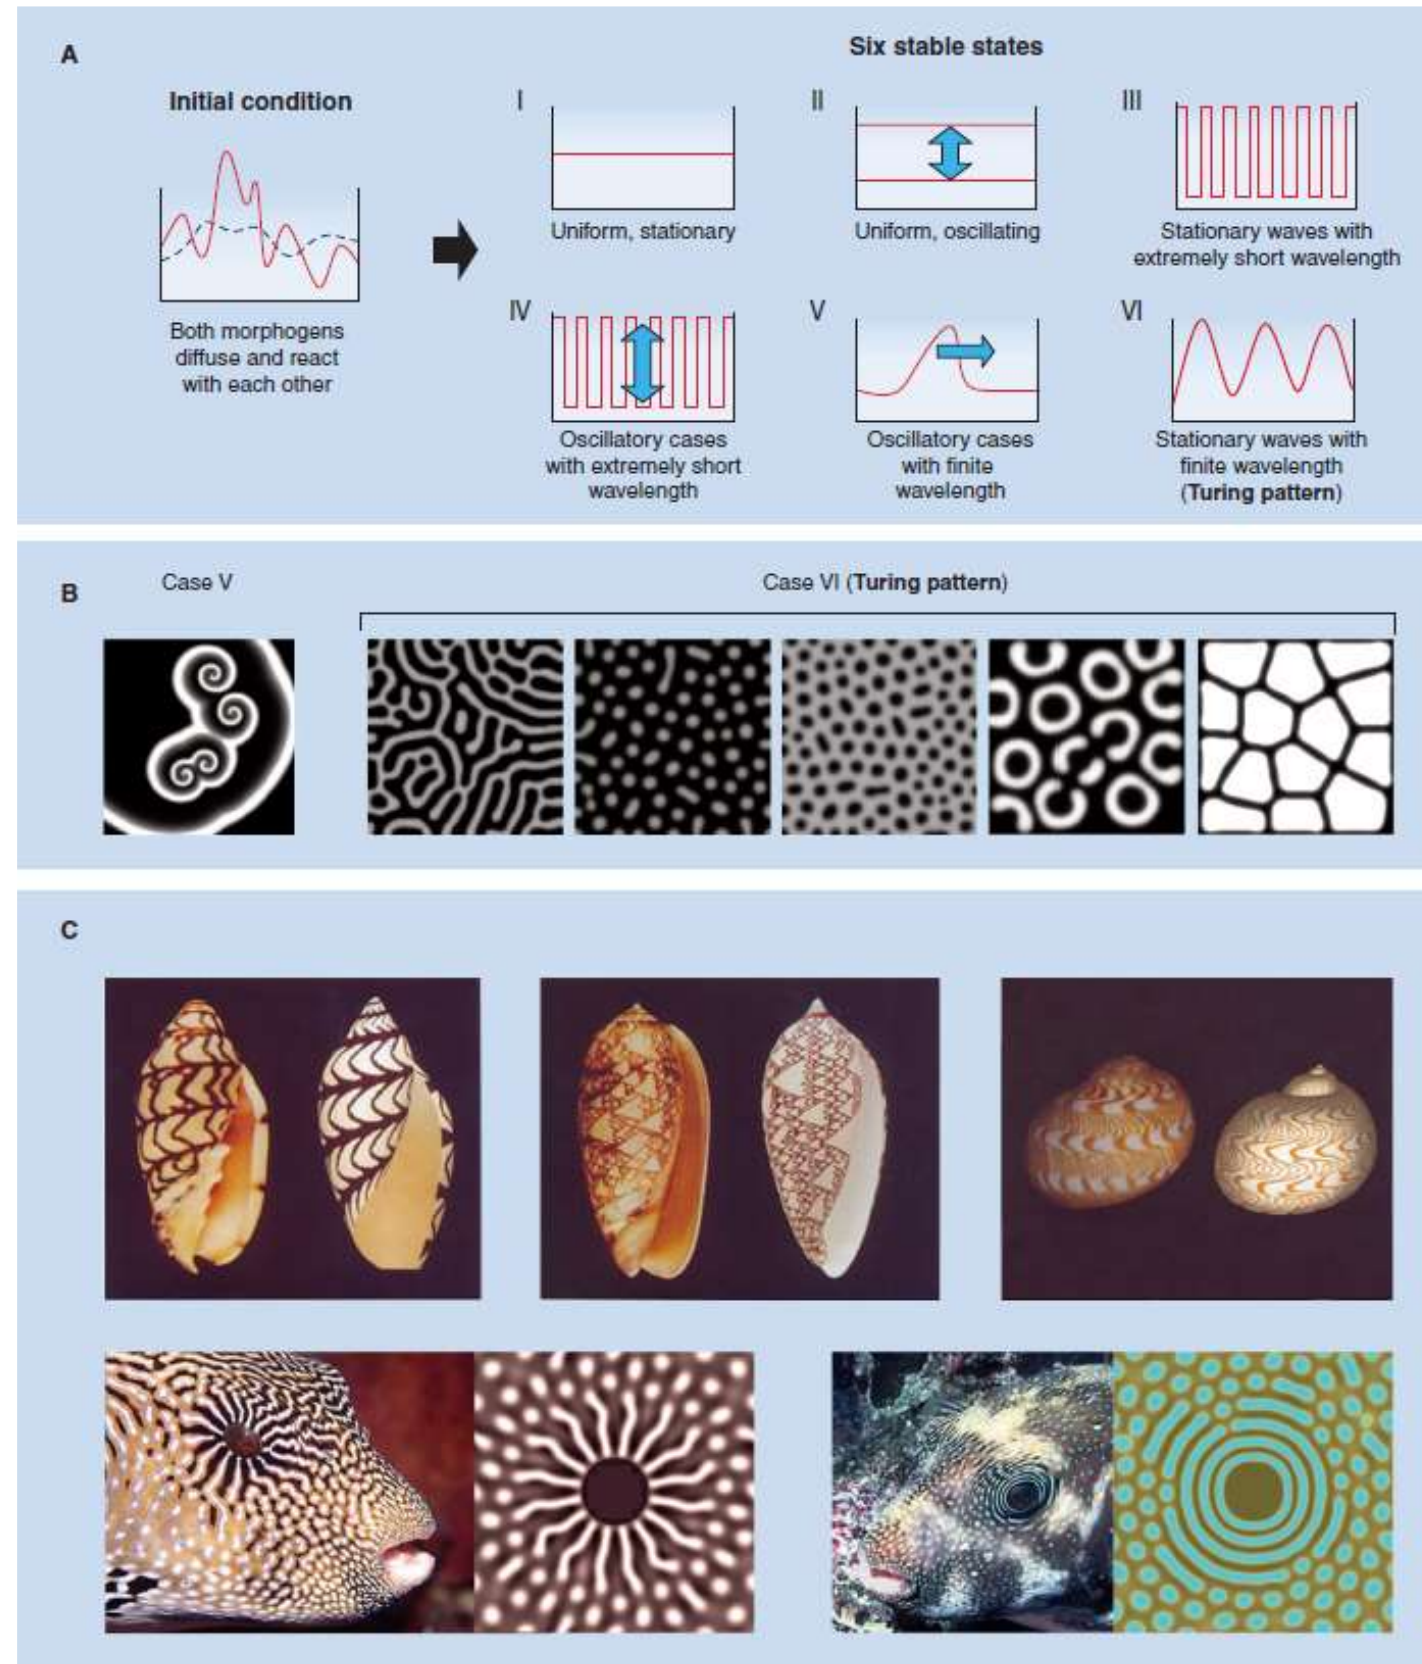 A
Six stable states
Initial condition
Both morphogens
diffuse and react
with each other
I
Uniform, stationary
II
Uniform, oscillating
III
Stationary waves with
extremely short wavelength
IV
Oscillatory cases
with extremely short
wavelength
V
Oscillatory cases
with finite
wavelength
VI
Stationary waves with
finite wavelength
(Turing pattern)
B
Case V
Case VI (Turing pattern)
C